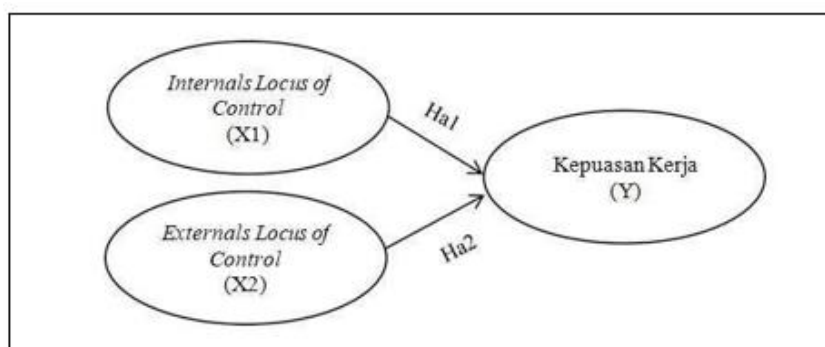 Internals Locus of
Control
(X1)
Ha1
Kepuasan Kerja
(Y)
Externals Locus of
Control
(X2)
Ha2